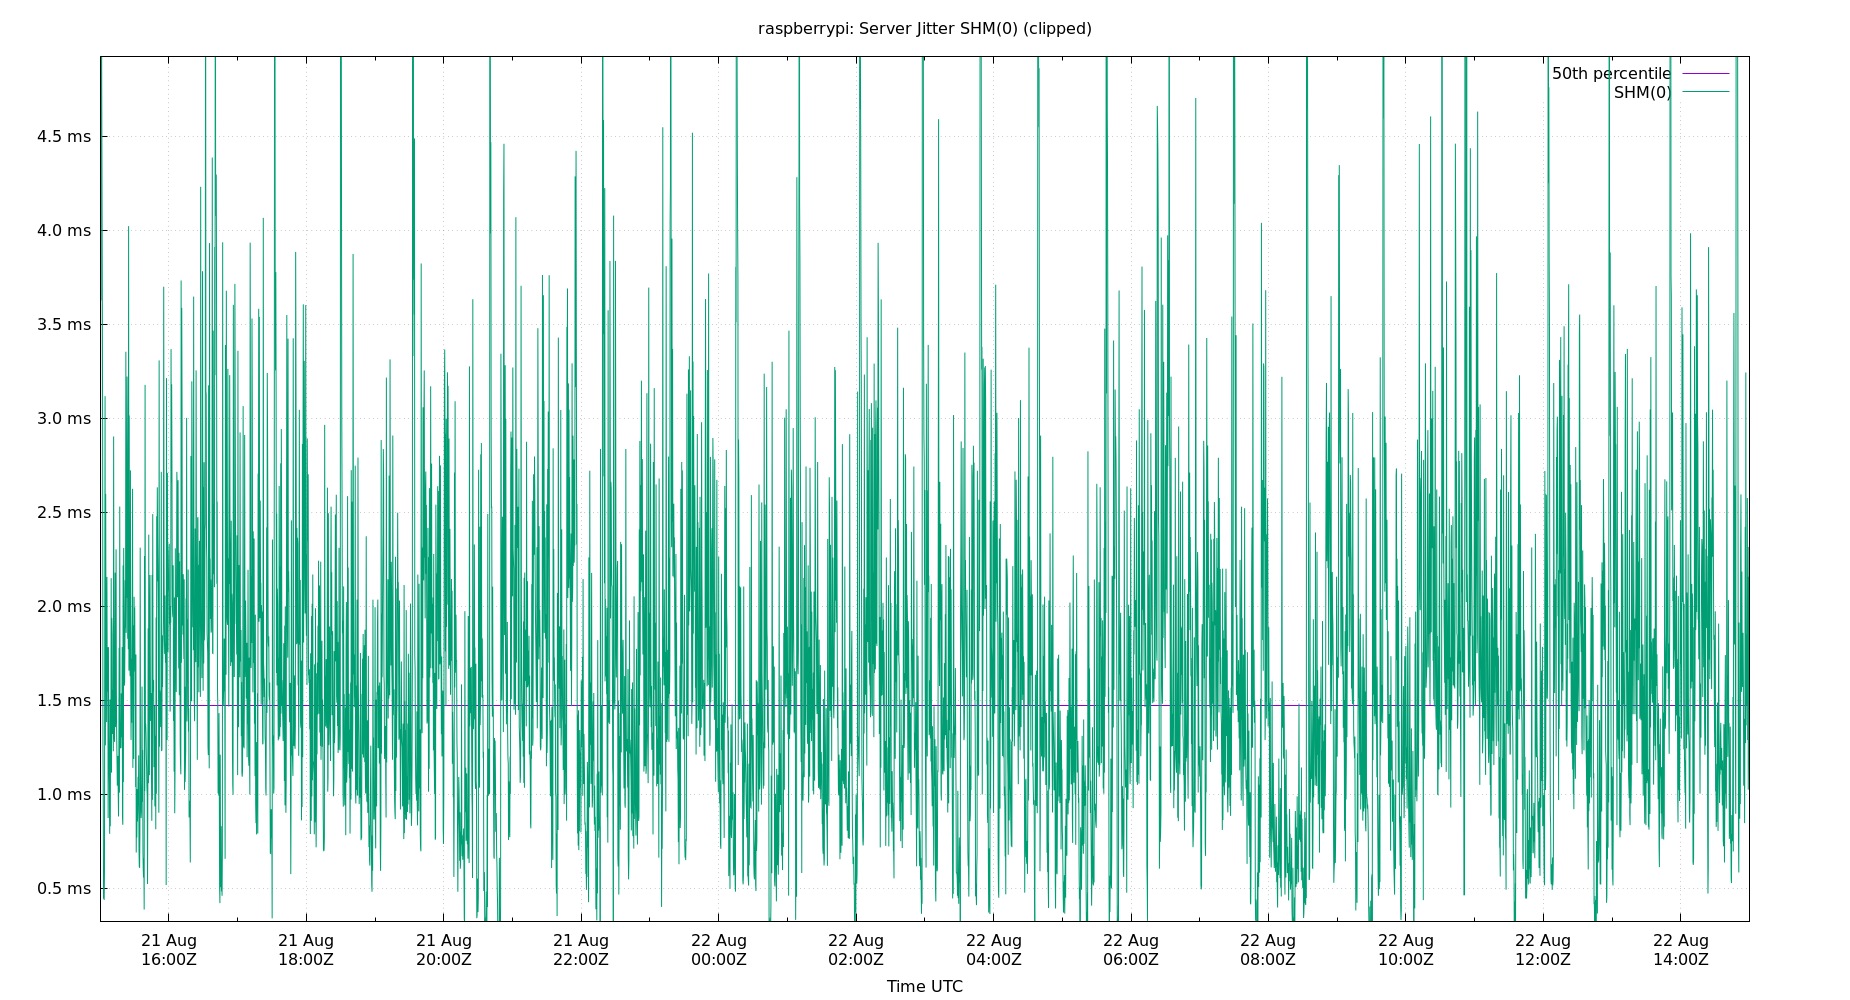 raspberrypi: Server Jitter SHM(0) (clipped)
50th percentile
SHM(0)
4.5 ms
4.0 ms
3.5 ms
3.0 ms
2.5 ms
2.0 ms
1.5 ms
1.0 ms
0.5 ms
21 Aug 21 Aug 21 Aug 21 Aug 22 Aug 22 Aug 22 Aug 22 Aug 22 Aug 22 Aug 22 Aug 22 Aug
16:00Z 18:00Z 20:00Z 22:00Z 00:00Z 02:00Z 04:00Z 06:00Z 08:00Z 10:00Z 12:00Z 14:00Z
Time UTC